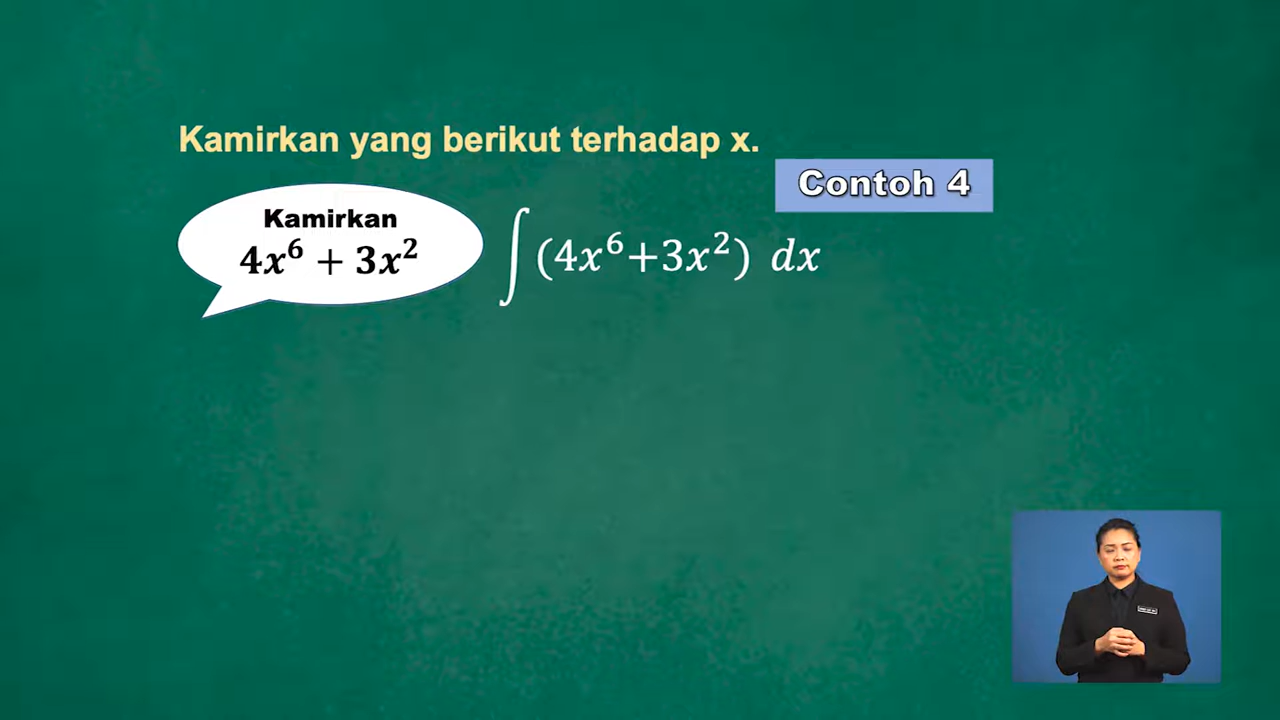 Kamirkan yang berikut terhadap x.
Contoh 4
Kamirkan
4x⁶ + 3x²
∫(4x⁶+3x²) dx